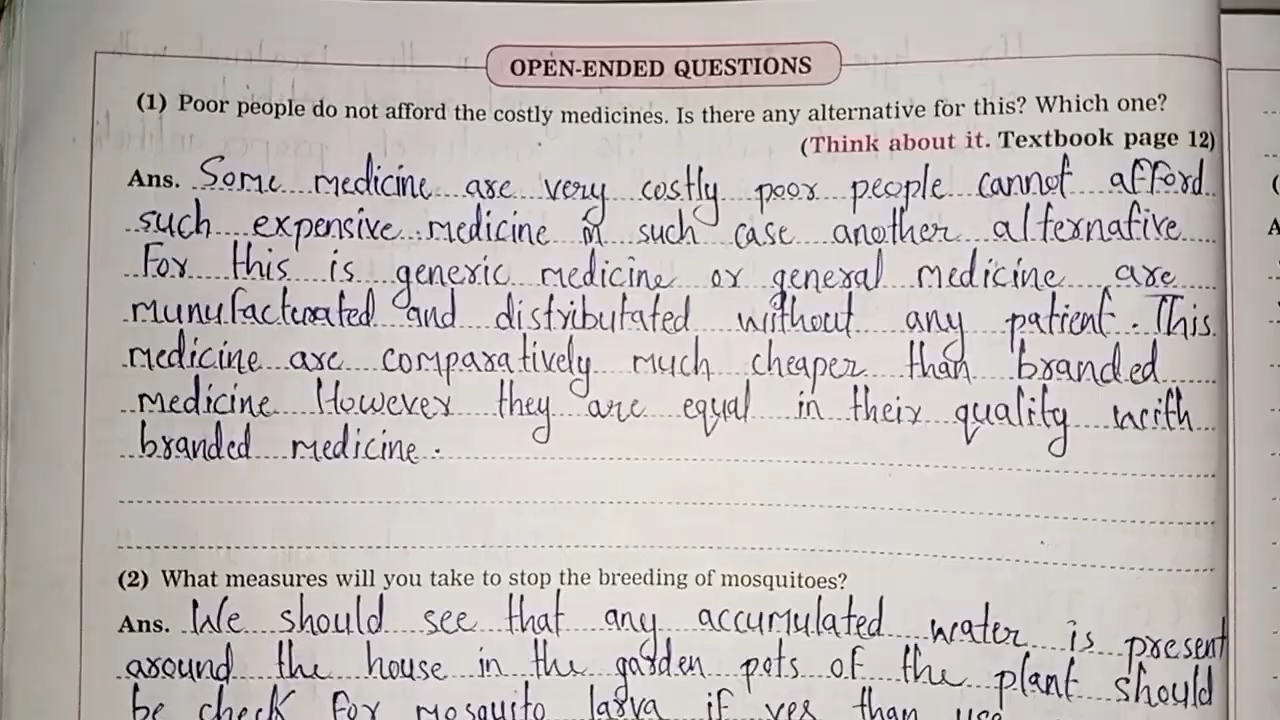 OPEN-ENDED QUESTIONS
(1) Poor people do not afford the costly medicines. Is there any alternative for this? Which one?
(Think about it. Textbook page 12)
Ans. Some medicine are very costly poor people cannot afford
such expensive medicine in such case another alternative
For this is generic medicine or general medicine are
munufacturated and distributated without any patient. This
medicine are comparatively much cheaper than branded
medicine However they are equal in their quality with
branded medicine.
(2) What measures will you take to stop the breeding of mosquitoes?
Ans. We should see that any accumulated water is present
around the house in the garden pots of the plant should
be check For mosquito larva if yes than use